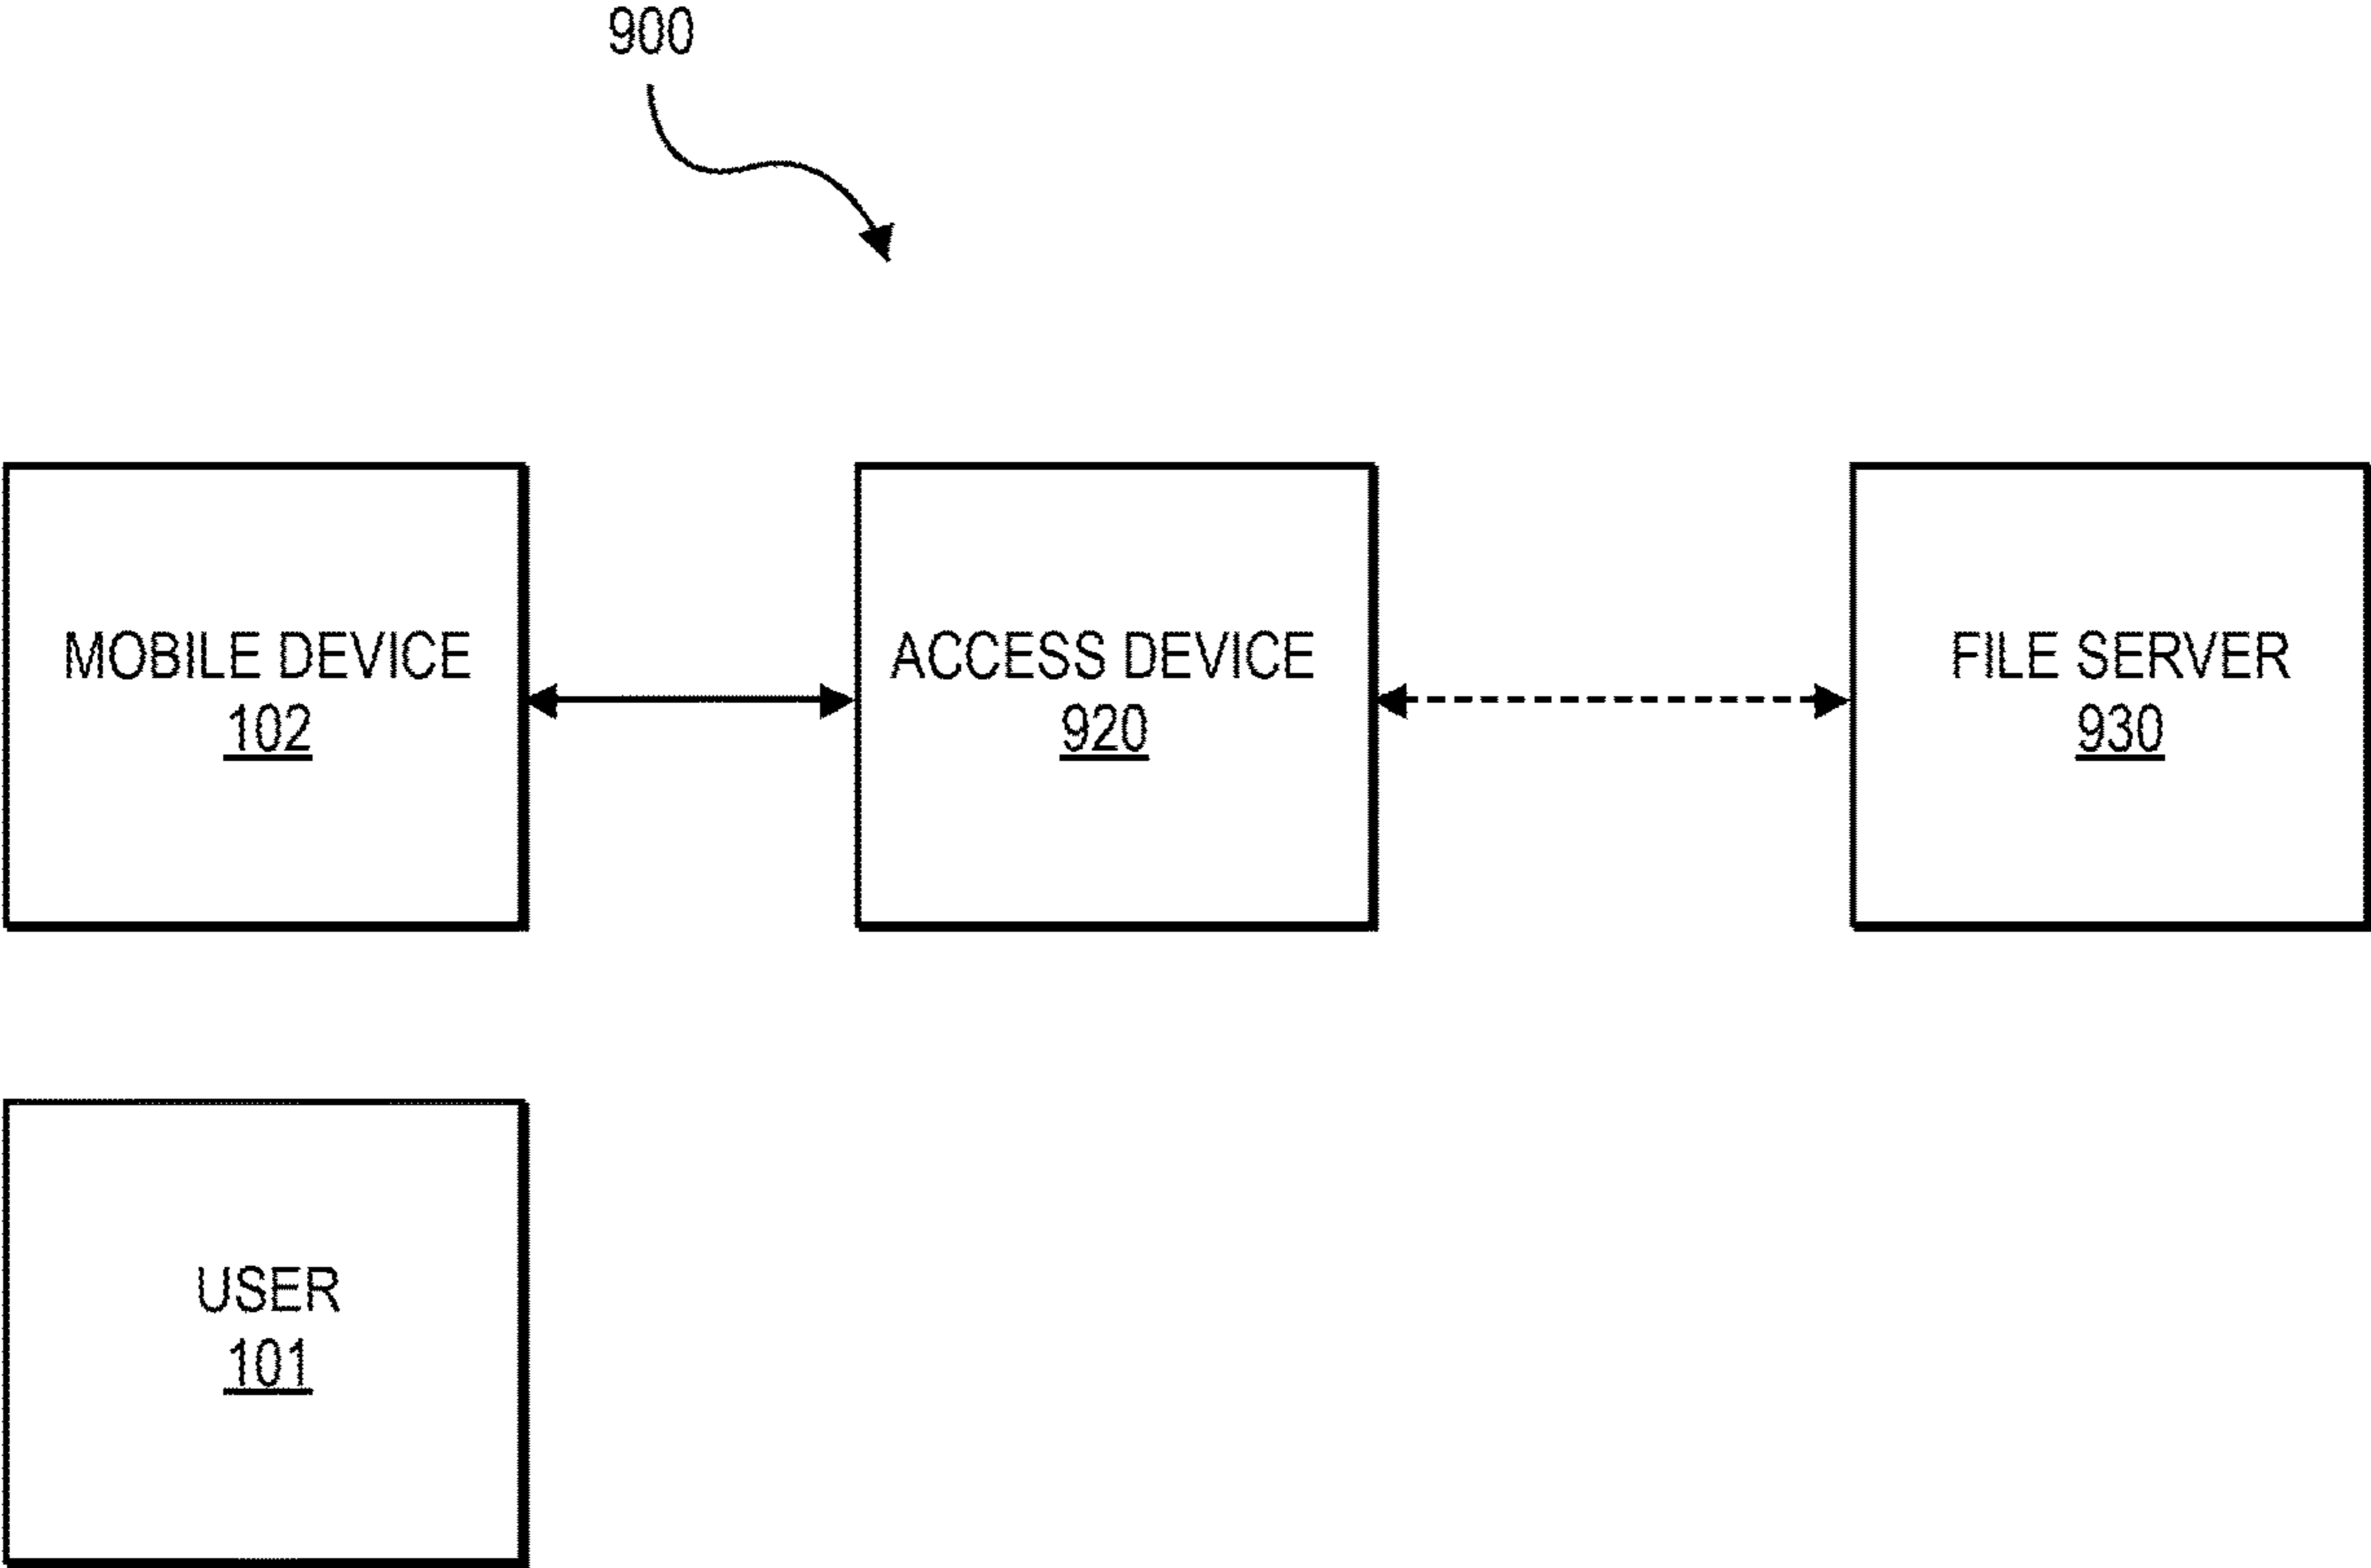 900
MOBILE DEVICE
102
ACCESS DEVICE
920
FILE SERVER
930
USER
101